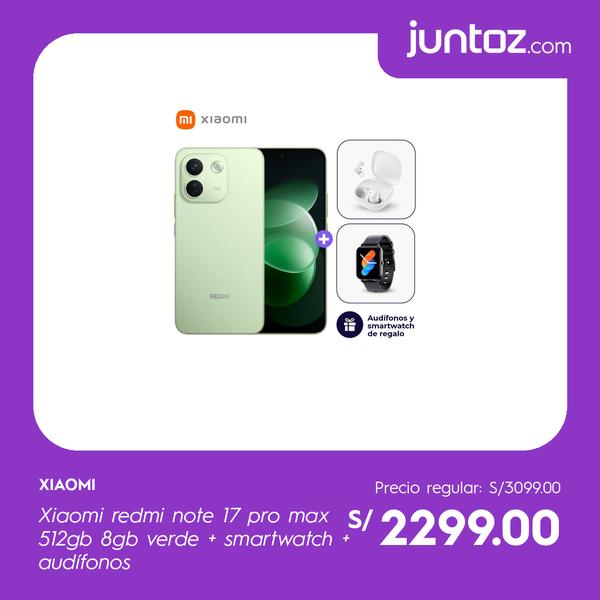 juntoz.com
mi xiaomi
REDMI
+
Audífonos y
smartwatch
de regalo
XIAOMI
Xiaomi redmi note 17 pro max
512gb 8gb verde + smartwatch +
audífonos
Precio regular: S/3099.00
S/ 2299.00